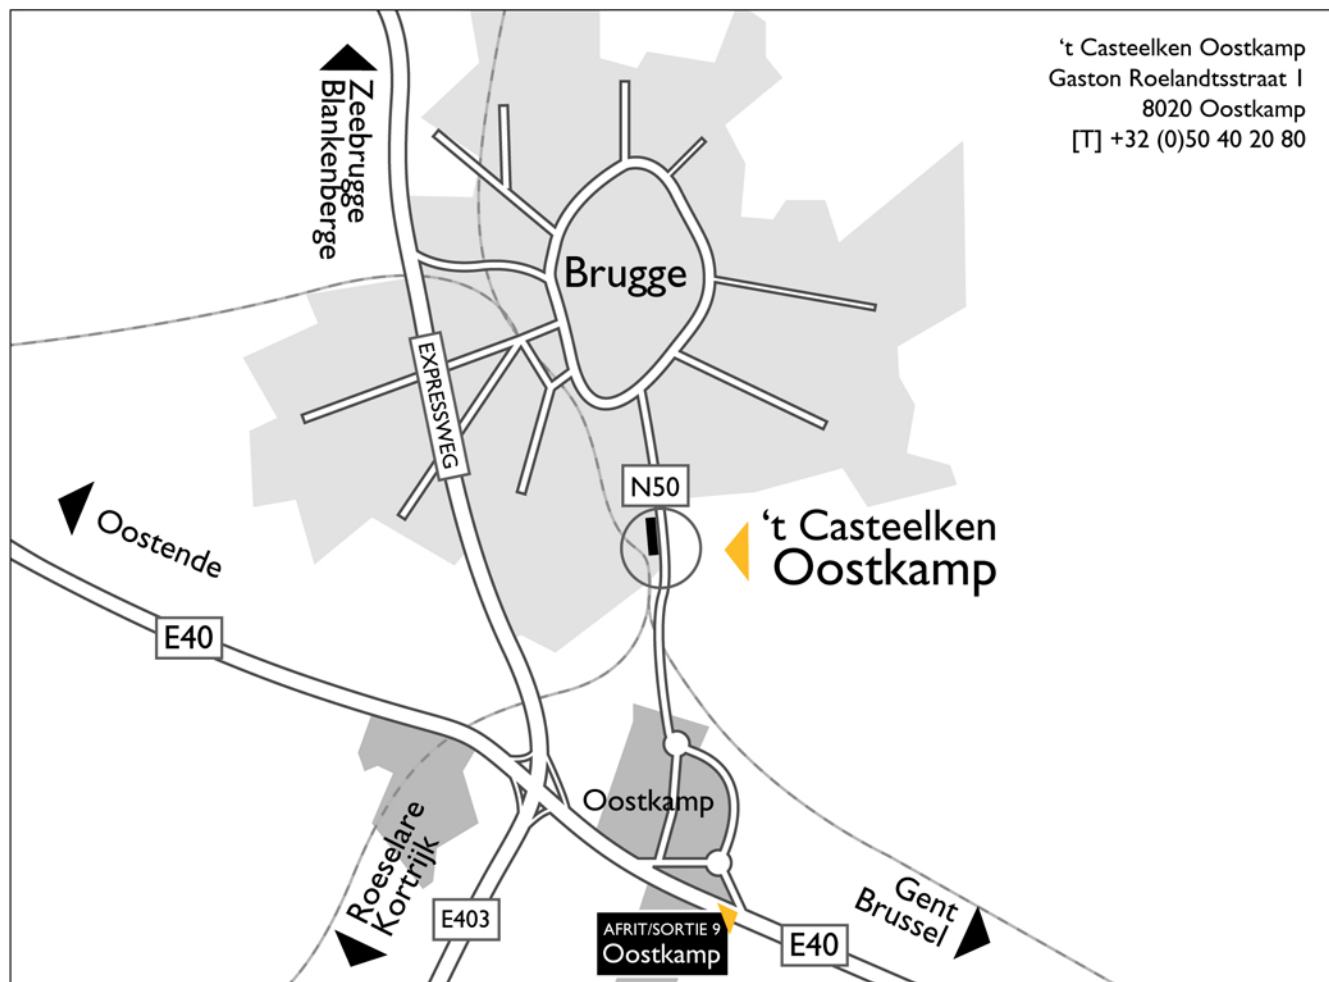 ‘t Casteelken Oostkamp
Gaston Roelandtsstraat 1
8020 Oostkamp
[T] +32 (0)50 40 20 80
Zeebrugge
Blankenberge
Brugge
EXPRESSWEG
N50
‘t Casteelken
Oostkamp
Oostende
E40
Oostkamp
Roeselare
Kortrijk
E403
AFRIT/SORTIE 9
Oostkamp
E40
Gent
Brussel